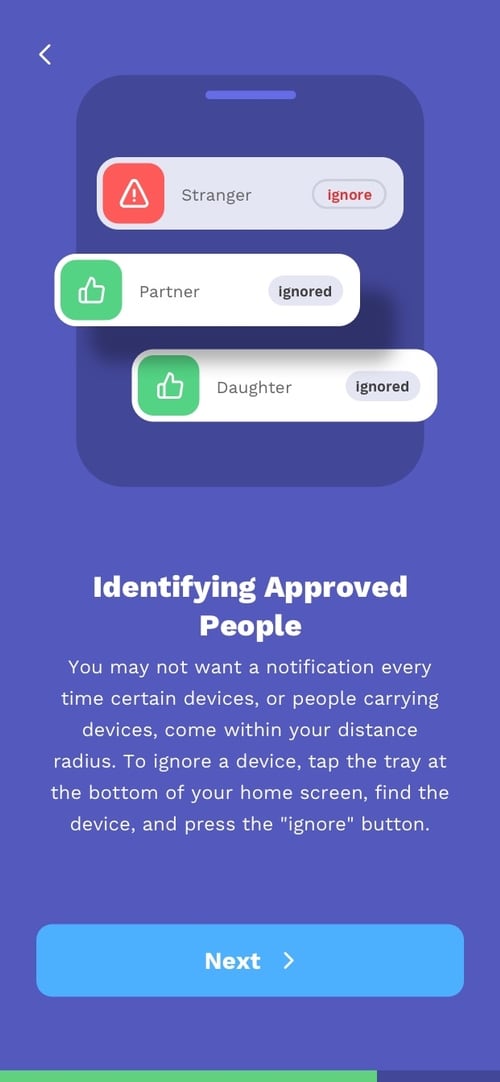 Stranger ignore
Partner ignored
Daughter ignored
Identifying Approved
People
You may not want a notification every
time certain devices, or people carrying
devices, come within your distance
radius. To ignore a device, tap the tray at
the bottom of your home screen, find the
device, and press the "ignore" button.
Next